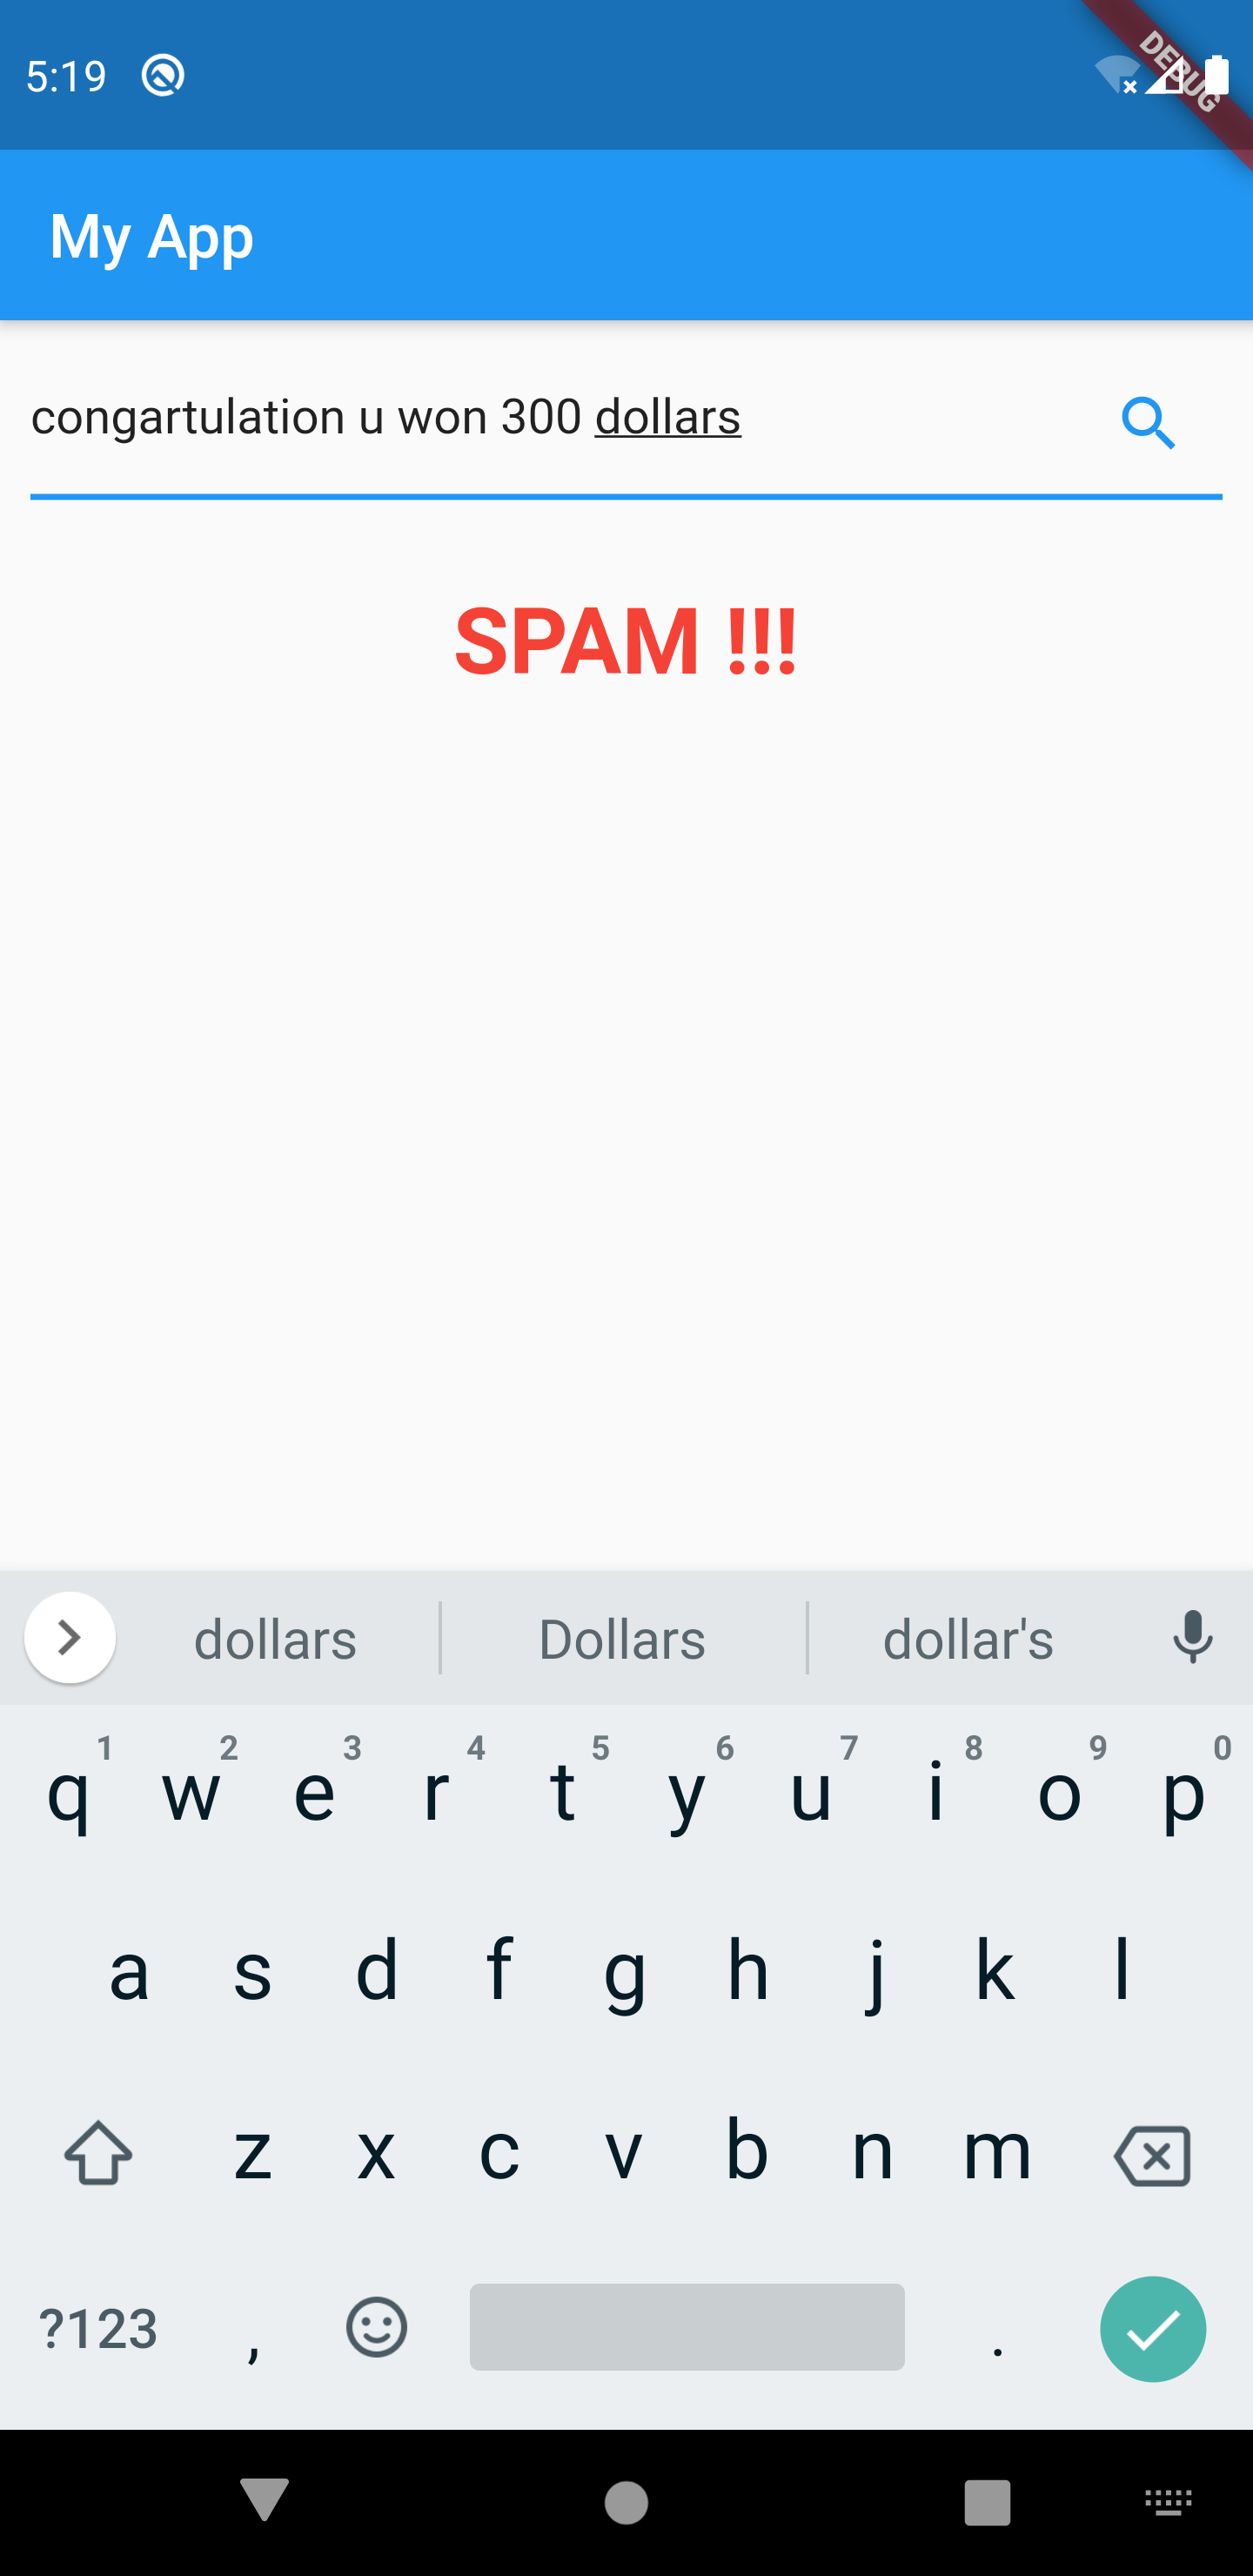 5:19
DEBUG
My App
congartulation u won 300 dollars
SPAM !!!
dollars Dollars dollar's
1 2 3 4 5 6 7 8 9 0
q w e r t y u i o p
a s d f g h j k l
z x c v b n m
?123 , .